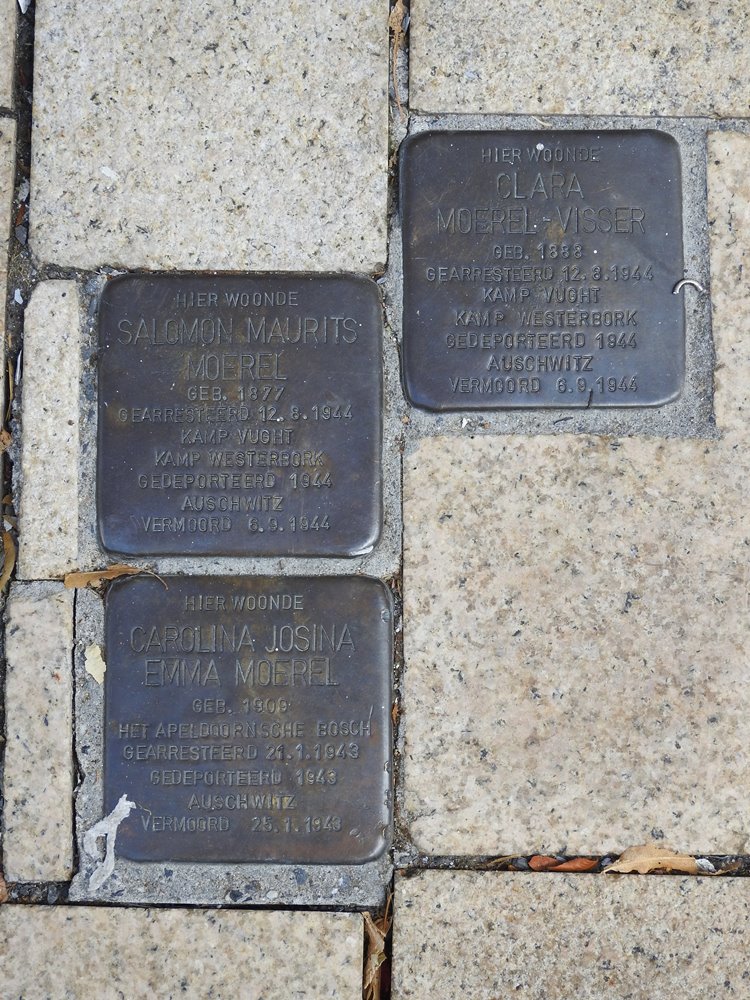 HIER WOONDE
CLARA
MOEREL-VISSER
GEB. 1888
GEARRESTEERD 12.8.1944
KAMP VUGHT
KAMP WESTERBORK
GEDEPORTEERD 1944
AUSCHWITZ
VERMOORD 6.9.1944
HIER WOONDE
SALOMON MAURITS
MOEREL
GEB. 1877
GEARRESTEERD 12.8.1944
KAMP VUGHT
KAMP WESTERBORK
GEDEPORTEERD 1944
AUSCHWITZ
VERMOORD 6.9.1944
HIER WOONDE
CAROLINA JOSINA
EMMA MOEREL
GEB. 1909
HET APELDOORNSCHE BOSCH
GEARRESTEERD 21.1.1943
GEDEPORTEERD 1943
AUSCHWITZ
VERMOORD 25.1.1943